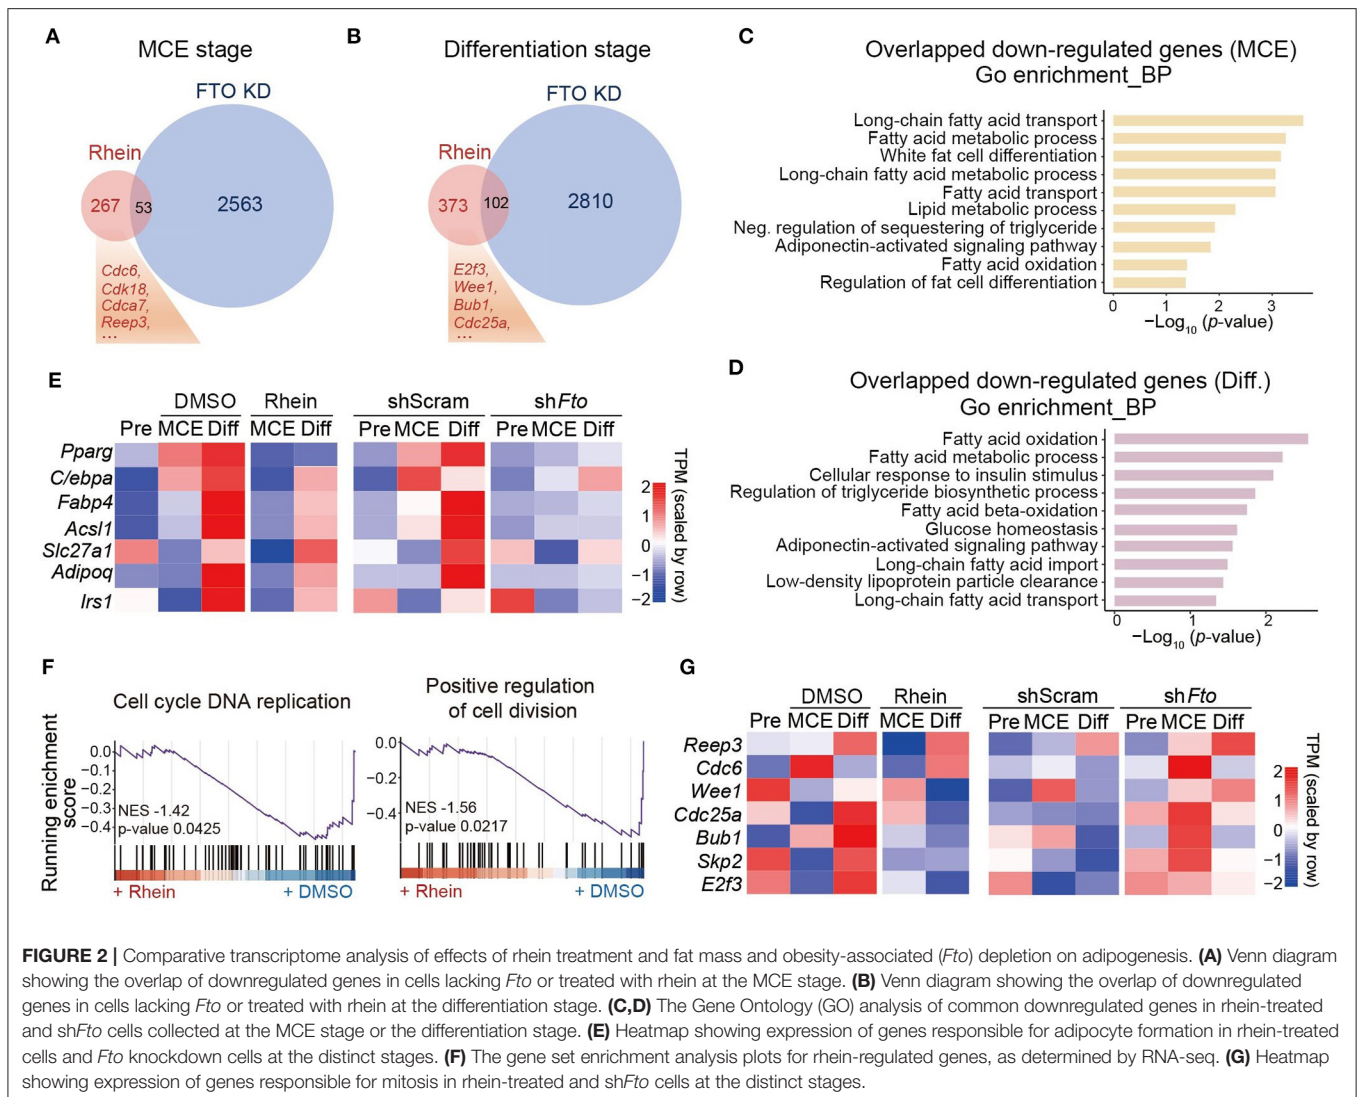 A
MCE stage
FTO KD
Rhein
267
53
2563
Cdc6,
Cdk18,
Cdca7,
Reep3,
...
B
Differentiation stage
FTO KD
Rhein
373
102
2810
E2f3,
Wee1,
Bub1,
Cdc25a,
...
C
Overlapped down-regulated genes (MCE)
Go enrichment_BP
Long-chain fatty acid transport
Fatty acid metabolic process
White fat cell differentiation
Long-chain fatty acid metabolic process
Fatty acid transport
Lipid metabolic process
Neg. regulation of sequestering of triglyceride
Adiponectin-activated signaling pathway
Fatty acid oxidation
Regulation of fat cell differentiation
0 1 2 3
−Log10 (p-value)
D
Overlapped down-regulated genes (Diff.)
Go enrichment_BP
Fatty acid oxidation
Fatty acid metabolic process
Cellular response to insulin stimulus
Regulation of triglyceride biosynthetic process
Fatty acid beta-oxidation
Glucose homeostasis
Adiponectin-activated signaling pathway
Long-chain fatty acid import
Low-density lipoprotein particle clearance
Long-chain fatty acid transport
0 1 2
−Log10 (p-value)
E
DMSO Rhein shScram shFto
Pre MCE Diff MCE Diff Pre MCE Diff Pre MCE Diff
Pparg
C/ebpa
Fabp4
Acsl1
Slc27a1
Adipoq
Irs1
2
1
0
−1
−2
TPM (scaled by row)
F
Cell cycle DNA replication
Running enrichment score
0.0
−0.1
−0.2
−0.3
−0.4
NES -1.42
p-value 0.0425
+ Rhein + DMSO
Positive regulation
of cell division
0.0
−0.2
−0.4
NES -1.56
p-value 0.0217
+ Rhein + DMSO
G
DMSO Rhein shScram shFto
Pre MCE Diff MCE Diff Pre MCE Diff Pre MCE Diff
Reep3
Cdc6
Wee1
Cdc25a
Bub1
Skp2
E2f3
2
1
0
−1
−2
TPM (scaled by row)
FIGURE 2 | Comparative transcriptome analysis of effects of rhein treatment and fat mass and obesity-associated (Fto) depletion on adipogenesis. (A) Venn diagram
showing the overlap of downregulated genes in cells lacking Fto or treated with rhein at the MCE stage. (B) Venn diagram showing the overlap of downregulated
genes in cells lacking Fto or treated with rhein at the differentiation stage. (C,D) The Gene Ontology (GO) analysis of common downregulated genes in rhein-treated
and shFto cells collected at the MCE stage or the differentiation stage. (E) Heatmap showing expression of genes responsible for adipocyte formation in rhein-treated
cells and Fto knockdown cells at the distinct stages. (F) The gene set enrichment analysis plots for rhein-regulated genes, as determined by RNA-seq. (G) Heatmap
showing expression of genes responsible for mitosis in rhein-treated and shFto cells at the distinct stages.